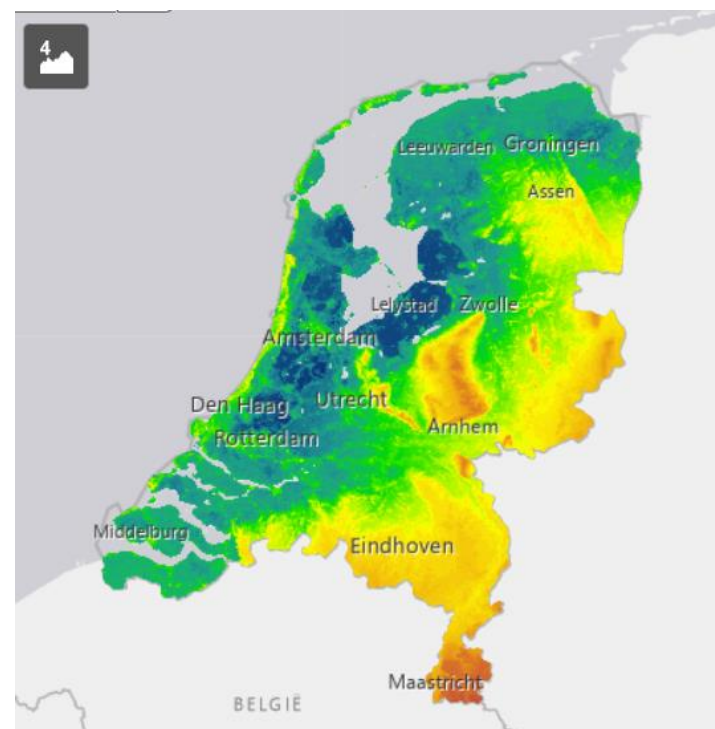 4
Leeuwarden
Groningen
Assen
Lelystad
Zwolle
Amsterdam
Den Haag
Utrecht
Rotterdam
Arnhem
Middelburg
Eindhoven
Maastricht
BELGIË